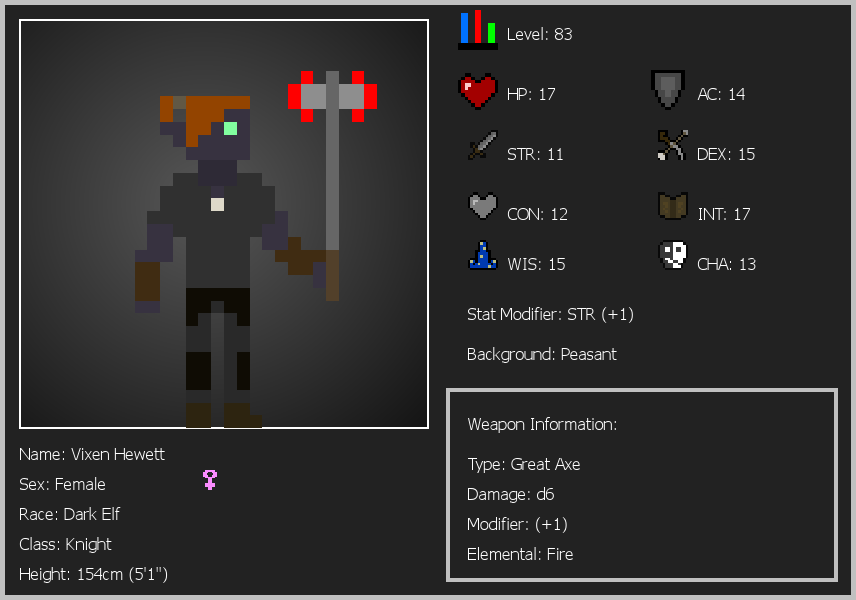 Level: 83
HP: 17
AC: 14
STR: 11
DEX: 15
CON: 12
INT: 17
WIS: 15
CHA: 13
Stat Modifier: STR (+1)
Background: Peasant
Name: Vixen Hewett
Sex: Female
Race: Dark Elf
Class: Knight
Height: 154cm (5'1")
Weapon Information:
Type: Great Axe
Damage: d6
Modifier: (+1)
Elemental: Fire